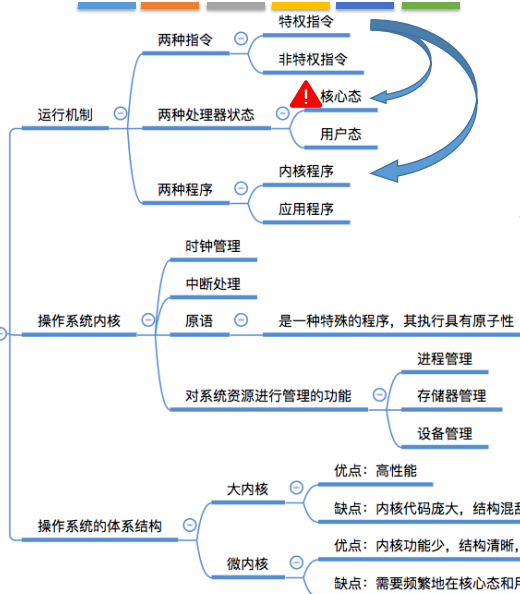 特权指令
两种指令
非特权指令
核心态
运行机制
两种处理器状态
用户态
内核程序
两种程序
应用程序
时钟管理
中断处理
操作系统内核
原语
是一种特殊的程序，其执行具有原子性
进程管理
对系统资源进行管理的功能
存储器管理
设备管理
优点：高性能
大内核
缺点：内核代码庞大，结构混
操作系统的体系结构
优点：内核功能少，结构清晰，
微内核
缺点：需要频繁地在核心态和